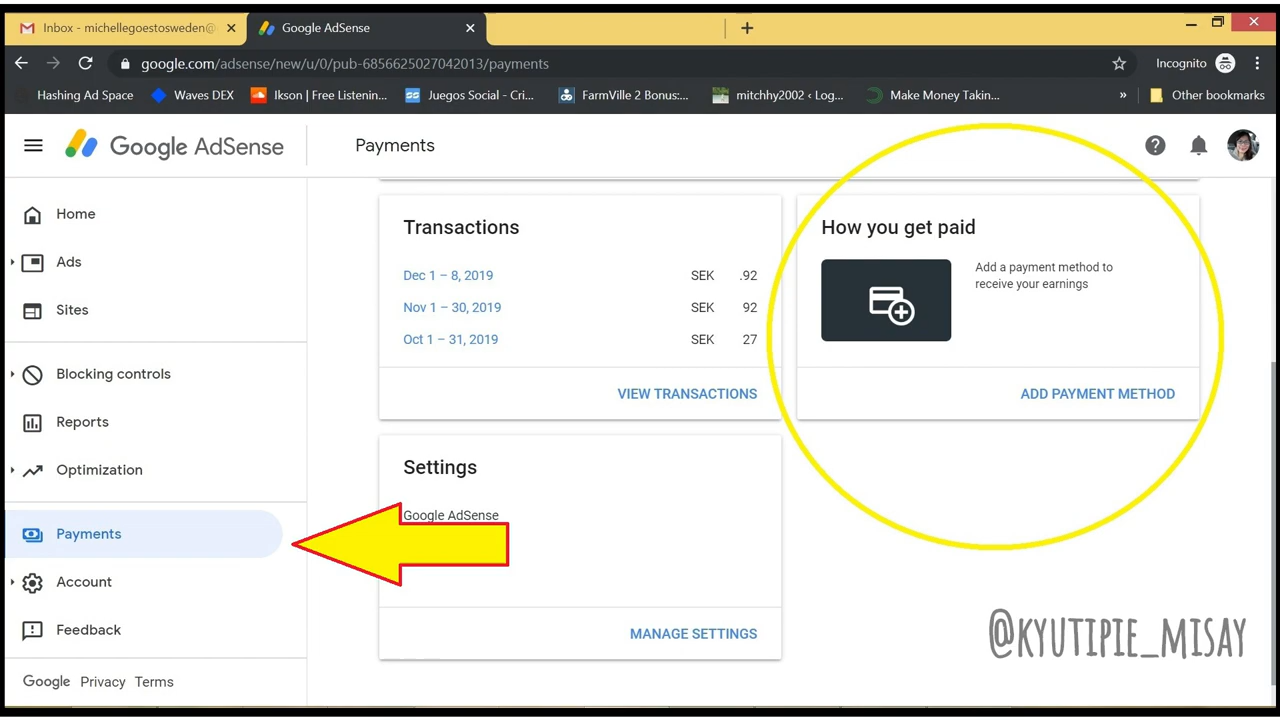 Inbox - michellegoestosweden@
Google AdSense
google.com/adsense/new/u/0/pub-6856625027042013/payments
Incognito
Hashing Ad Space
Waves DEX
Ikson | Free Listenin...
Juegos Social - Cri...
FarmVille 2 Bonus:...
mitchhy2002 ‹ Log...
Make Money Takin...
»
Other bookmarks
Google AdSense
Payments
Home
Ads
Sites
Blocking controls
Reports
Optimization
Payments
Account
Feedback
Google Privacy Terms
Transactions
Dec 1 – 8, 2019 SEK .92
Nov 1 – 30, 2019 SEK 92
Oct 1 – 31, 2019 SEK 27
VIEW TRANSACTIONS
How you get paid
Add a payment method to
receive your earnings
ADD PAYMENT METHOD
Settings
Google AdSense
MANAGE SETTINGS
@KYUTIPIE_MISAY